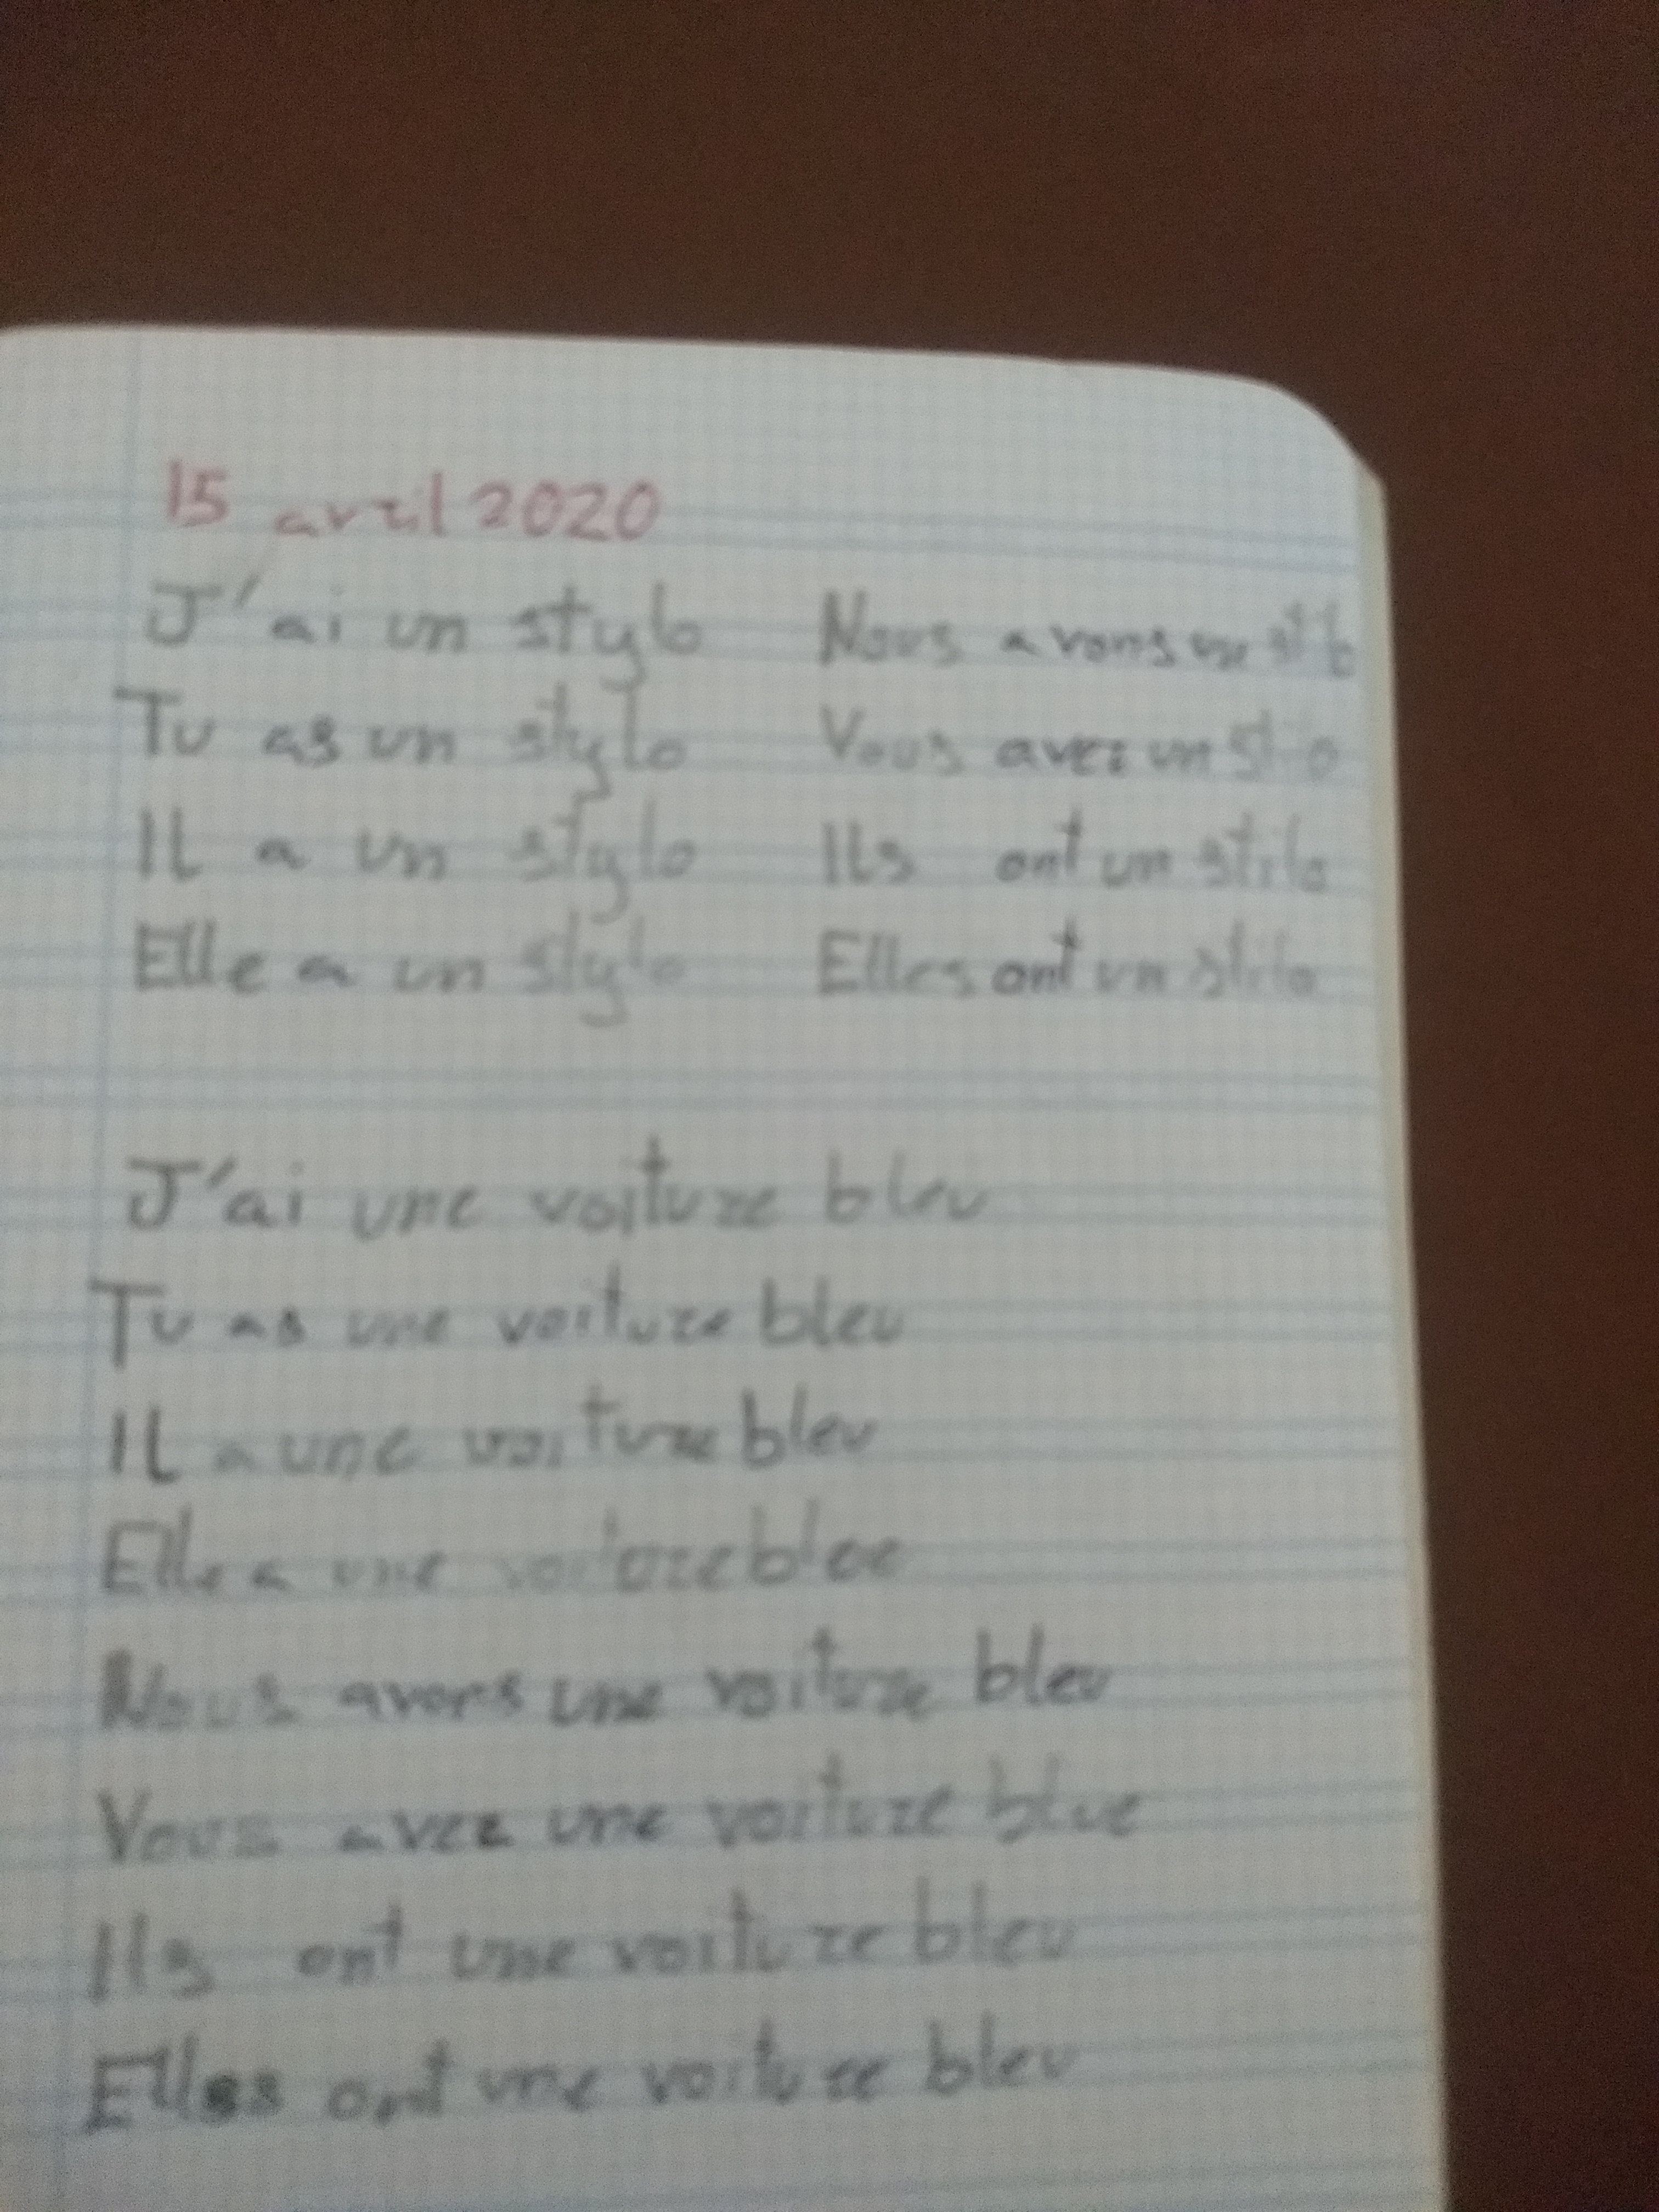 15 avril 2020
J'ai un stylo Nous avons un
Tu as un stylo Vous avez un
Il a un stylo Ils ont un stilo
Elle a un stylo Elles ont un stilo
J'ai une voiture bleu
Tu as une voiture bleu
Il a une voiture bleu
Elle a une voiture
Nous avons une voiture bleu
Vous avez une voiture blue
Ils ont une voiture bleu
Elles ont une voiture bleu